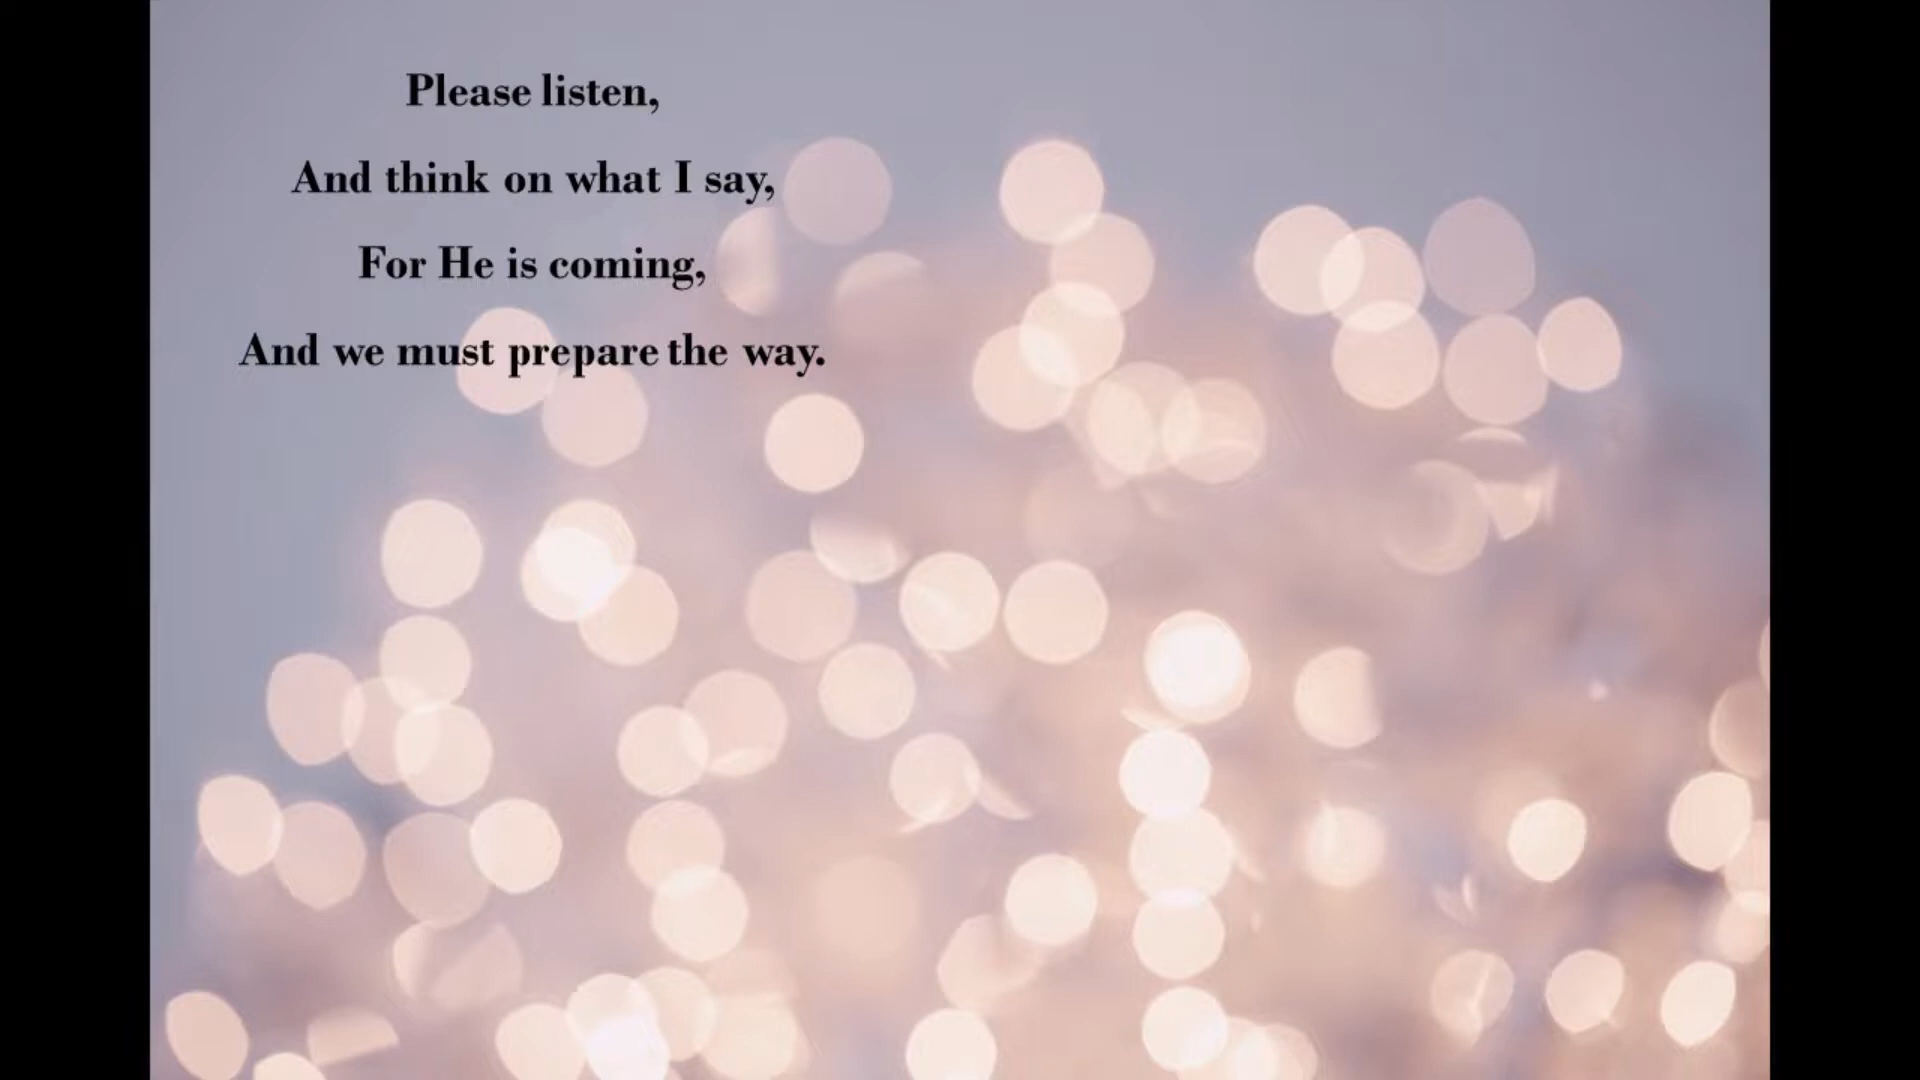 Please listen,
And think on what I say,
For He is coming,
And we must prepare the way.